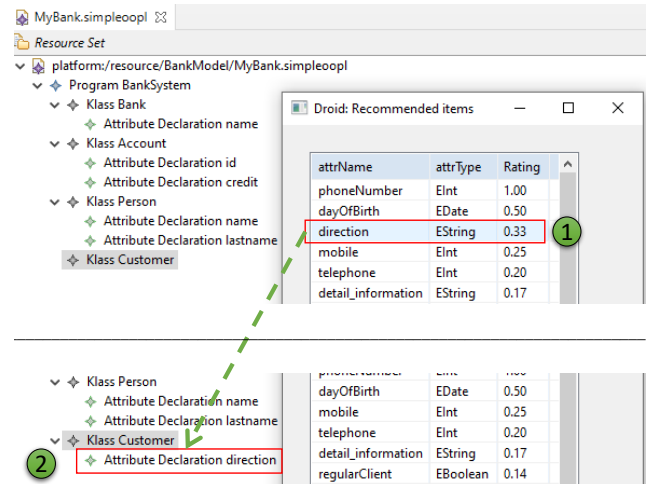 MyBank.simpleoopl
Resource Set
platform:/resource/BankModel/MyBank.simpleoopl
Program BankSystem
Klass Bank
Attribute Declaration name
Klass Account
Attribute Declaration id
Attribute Declaration credit
Klass Person
Attribute Declaration name
Attribute Declaration lastname
Klass Customer
Droid: Recommended items
attrName attrType Rating
phoneNumber EInt 1.00
dayOfBirth EDate 0.50
direction EString 0.33
1
mobile EInt 0.25
telephone EInt 0.20
detail_information EString 0.17
Klass Person
Attribute Declaration name
Attribute Declaration lastname
Klass Customer
2
Attribute Declaration direction
phoneNumber EInt 1.00
dayOfBirth EDate 0.50
mobile EInt 0.25
telephone EInt 0.20
detail_information EString 0.17
regularClient EBoolean 0.14